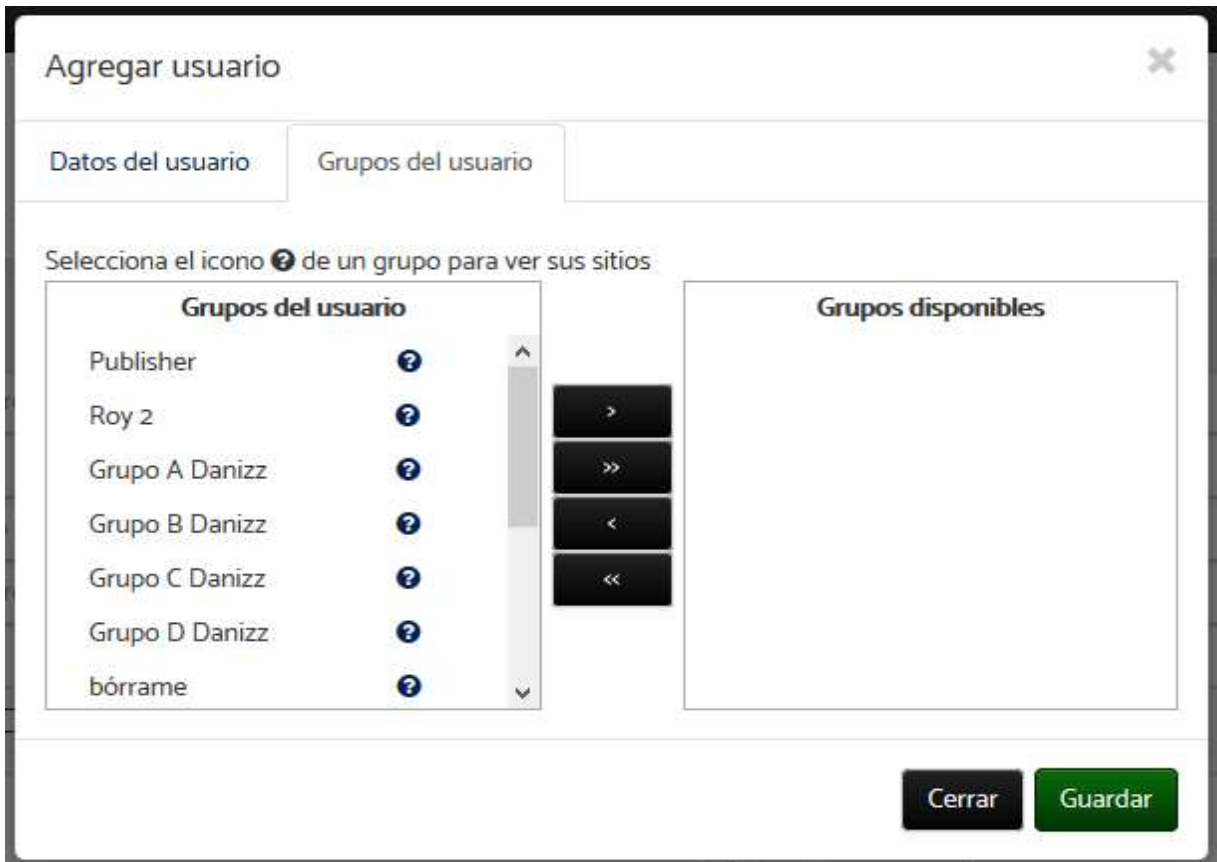 Agregar usuario
Datos del usuario
Grupos del usuario
Selecciona el icono ? de un grupo para ver sus sitios
Grupos del usuario
Publisher ?
Roy 2 ?
Grupo A Danizz ?
Grupo B Danizz ?
Grupo C Danizz ?
Grupo D Danizz ?
bórrame ?
>
»
<
«
Grupos disponibles
Cerrar
Guardar